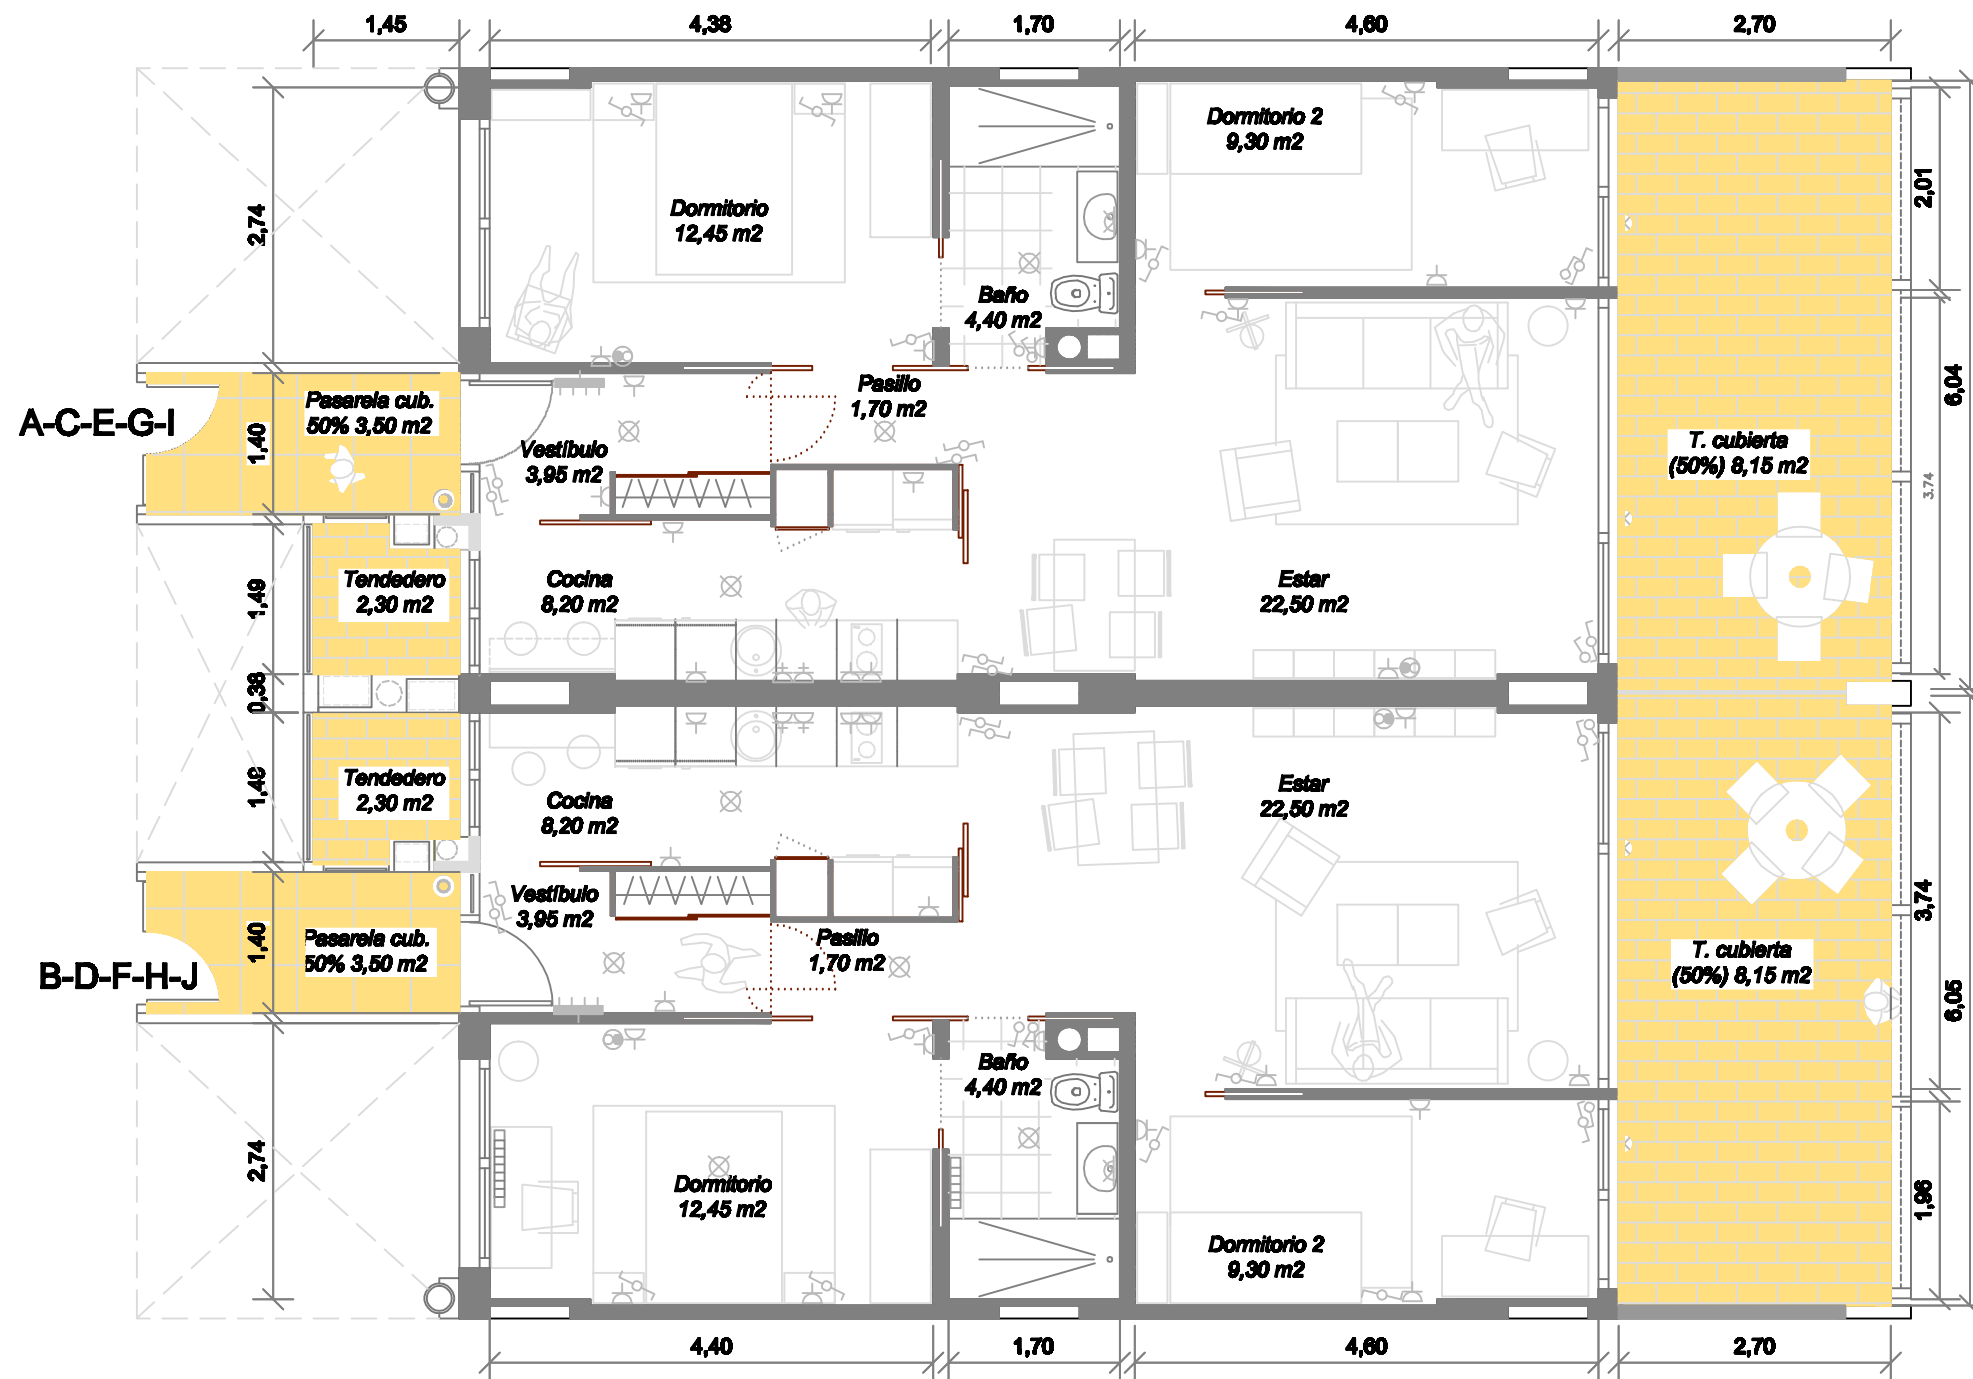 1,45
4,38
1,70
4,60
2,70
Dormitorio
12,45 m2
2,74
Baño
4,40 m2
Dormitorio 2
9,30 m2
2,01
6,04
A-C-E-G-I
Pasarela cub.
50% 3,50 m2
1,40
Vestíbulo
3,95 m2
Pasillo
1,70 m2
T. cubierta
(50%) 8,15 m2
3.74
Tendedero
2,30 m2
1,49
Cocina
8,20 m2
Estar
22,50 m2
0,38
Tendedero
2,30 m2
1,49
Cocina
8,20 m2
Estar
22,50 m2
B-D-F-H-J
Pasarela cub.
50% 3,50 m2
1,40
Vestíbulo
3,95 m2
Pasillo
1,70 m2
T. cubierta
(50%) 8,15 m2
3,74
6,05
Baño
4,40 m2
2,74
Dormitorio
12,45 m2
Dormitorio 2
9,30 m2
1,96
4,40
1,70
4,60
2,70